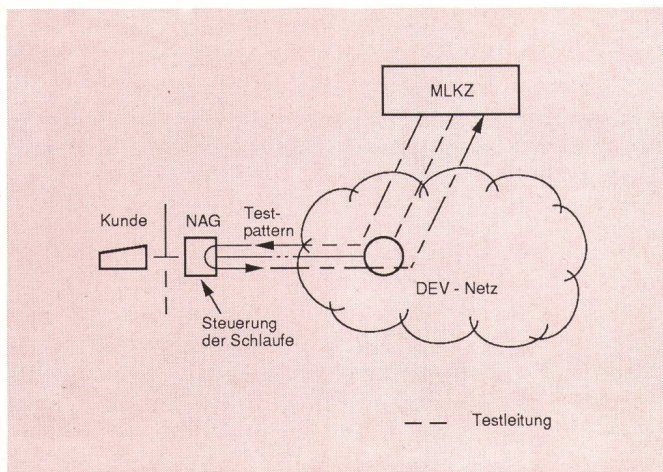 MLKZ
Kunde
NAG
Test-
pattern
DEV - Netz
Steuerung
der Schlaufe
Testleitung